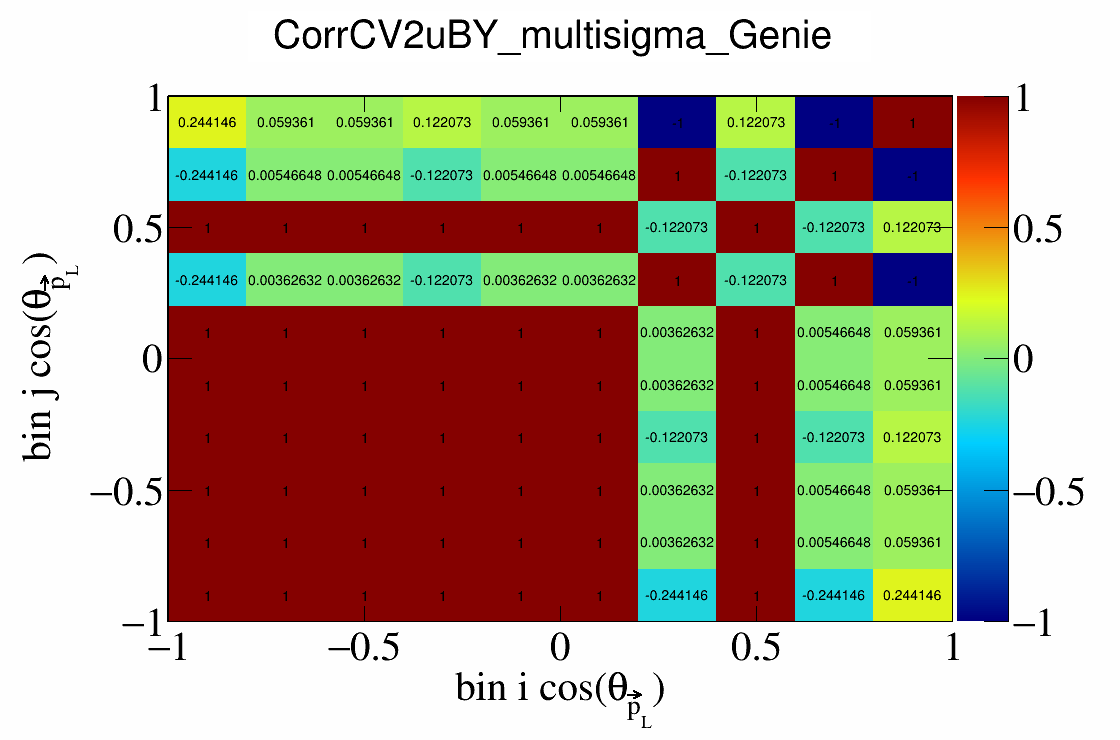 CorrCV2uBY_multisigma_Genie
1
0.244146 0.059361 0.059361 0.122073 0.059361 0.059361 -1 0.122073 -1 1
1
-0.244146 0.00546648 0.00546648 -0.122073 0.00546648 0.00546648 1 -0.122073 1 -1
0.5
1 1 1 1 1 1 -0.122073 1 -0.122073 0.122073
0.5
-0.244146 0.00362632 0.00362632 -0.122073 0.00362632 0.00362632 1 -0.122073 1 -1
1 1 1 1 1 1 0.00362632 1 0.00546648 0.059361
0
0
1 1 1 1 1 1 0.00362632 1 0.00546648 0.059361
1 1 1 1 1 1 -0.122073 1 -0.122073 0.122073
−0.5
1 1 1 1 1 1 0.00362632 1 0.00546648 0.059361
−0.5
1 1 1 1 1 1 0.00362632 1 0.00546648 0.059361
1 1 1 1 1 1 -0.244146 1 -0.244146 0.244146
−1
−1
−1 −0.5 0 0.5 1
bin i cos(θp⃗L)
bin j cos(θp⃗L)